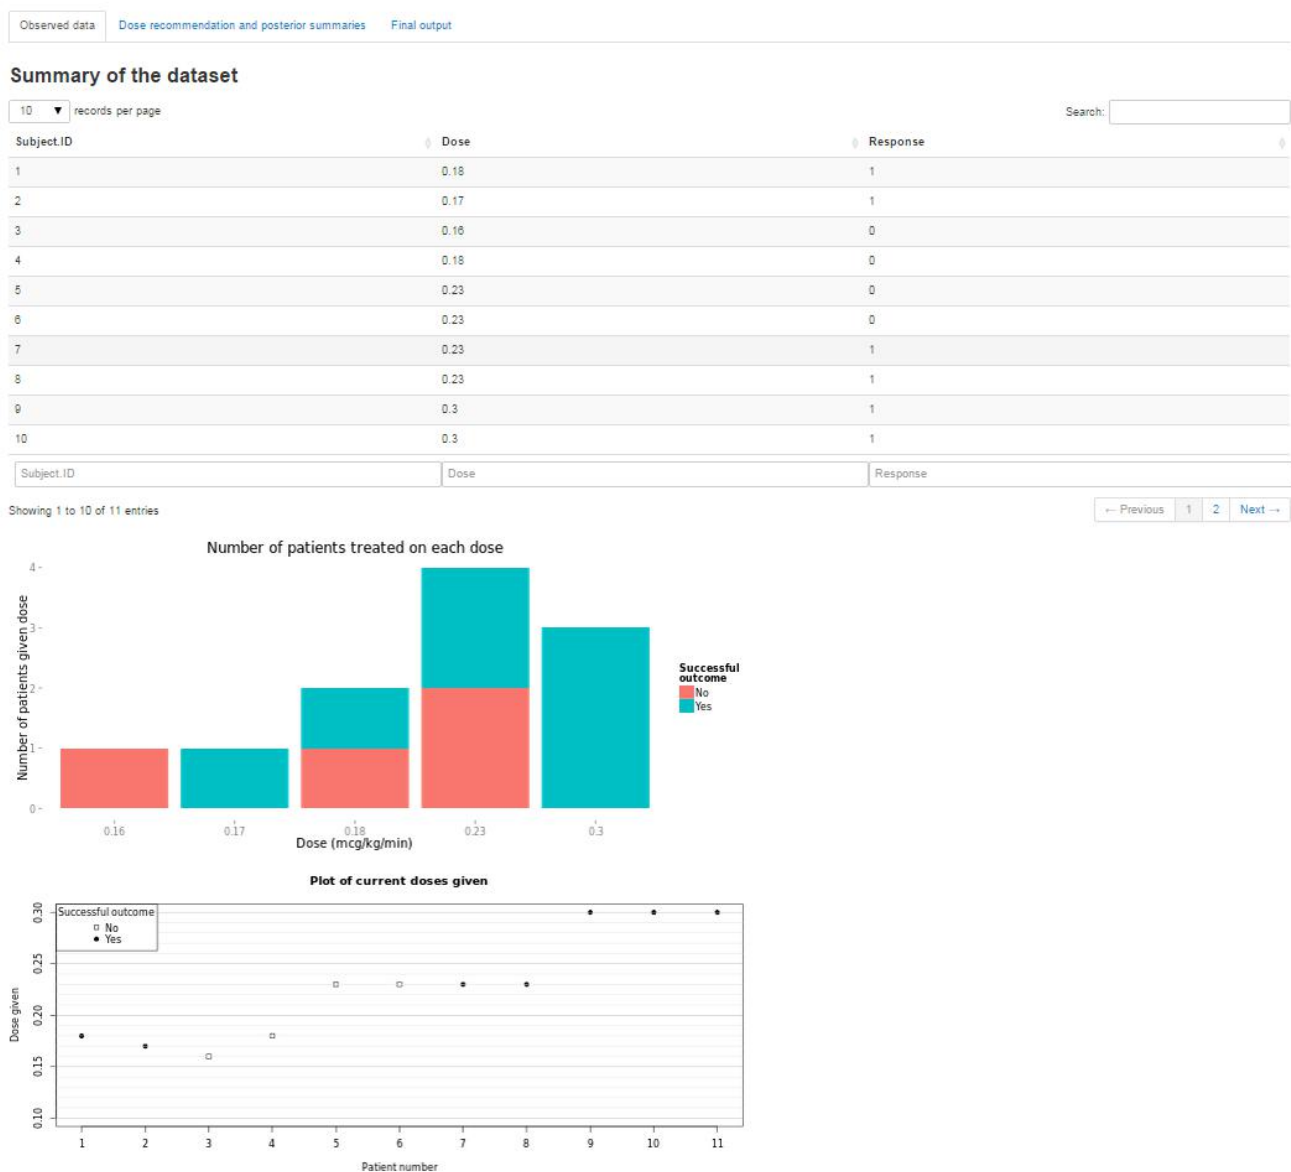 Observed data Dose recommendation and posterior summaries Final output
Summary of the dataset
10 ▼ records per page Search:
Subject.ID Dose Response
1 0.18 1
2 0.17 1
3 0.16 0
4 0.18 0
5 0.23 0
6 0.23 0
7 0.23 1
8 0.23 1
9 0.3 1
10 0.3 1
Subject.ID Dose Response
Showing 1 to 10 of 11 entries ← Previous 1 2 Next →
Number of patients treated on each dose
Number of patients given dose
4
3
2
1
0
0.16 0.17 0.18 0.23 0.3
Dose (mcg/kg/min)
Successful
outcome
No
Yes
Plot of current doses given
Dose given
0.30
0.25
0.20
0.15
0.10
Successful outcome
No
Yes
1 2 3 4 5 6 7 8 9 10 11
Patient number